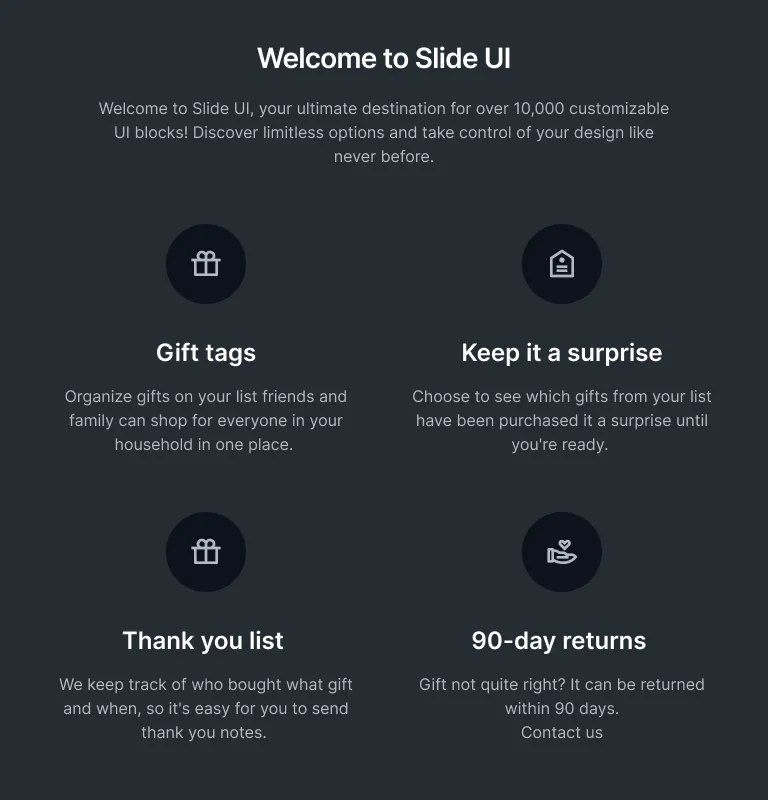 Welcome to Slide UI
Welcome to Slide UI, your ultimate destination for over 10,000 customizable
UI blocks! Discover limitless options and take control of your design like
never before.
Gift tags
Organize gifts on your list friends and
family can shop for everyone in your
household in one place.
Keep it a surprise
Choose to see which gifts from your list
have been purchased it a surprise until
you're ready.
Thank you list
We keep track of who bought what gift
and when, so it's easy for you to send
thank you notes.
90-day returns
Gift not quite right? It can be returned
within 90 days.
Contact us